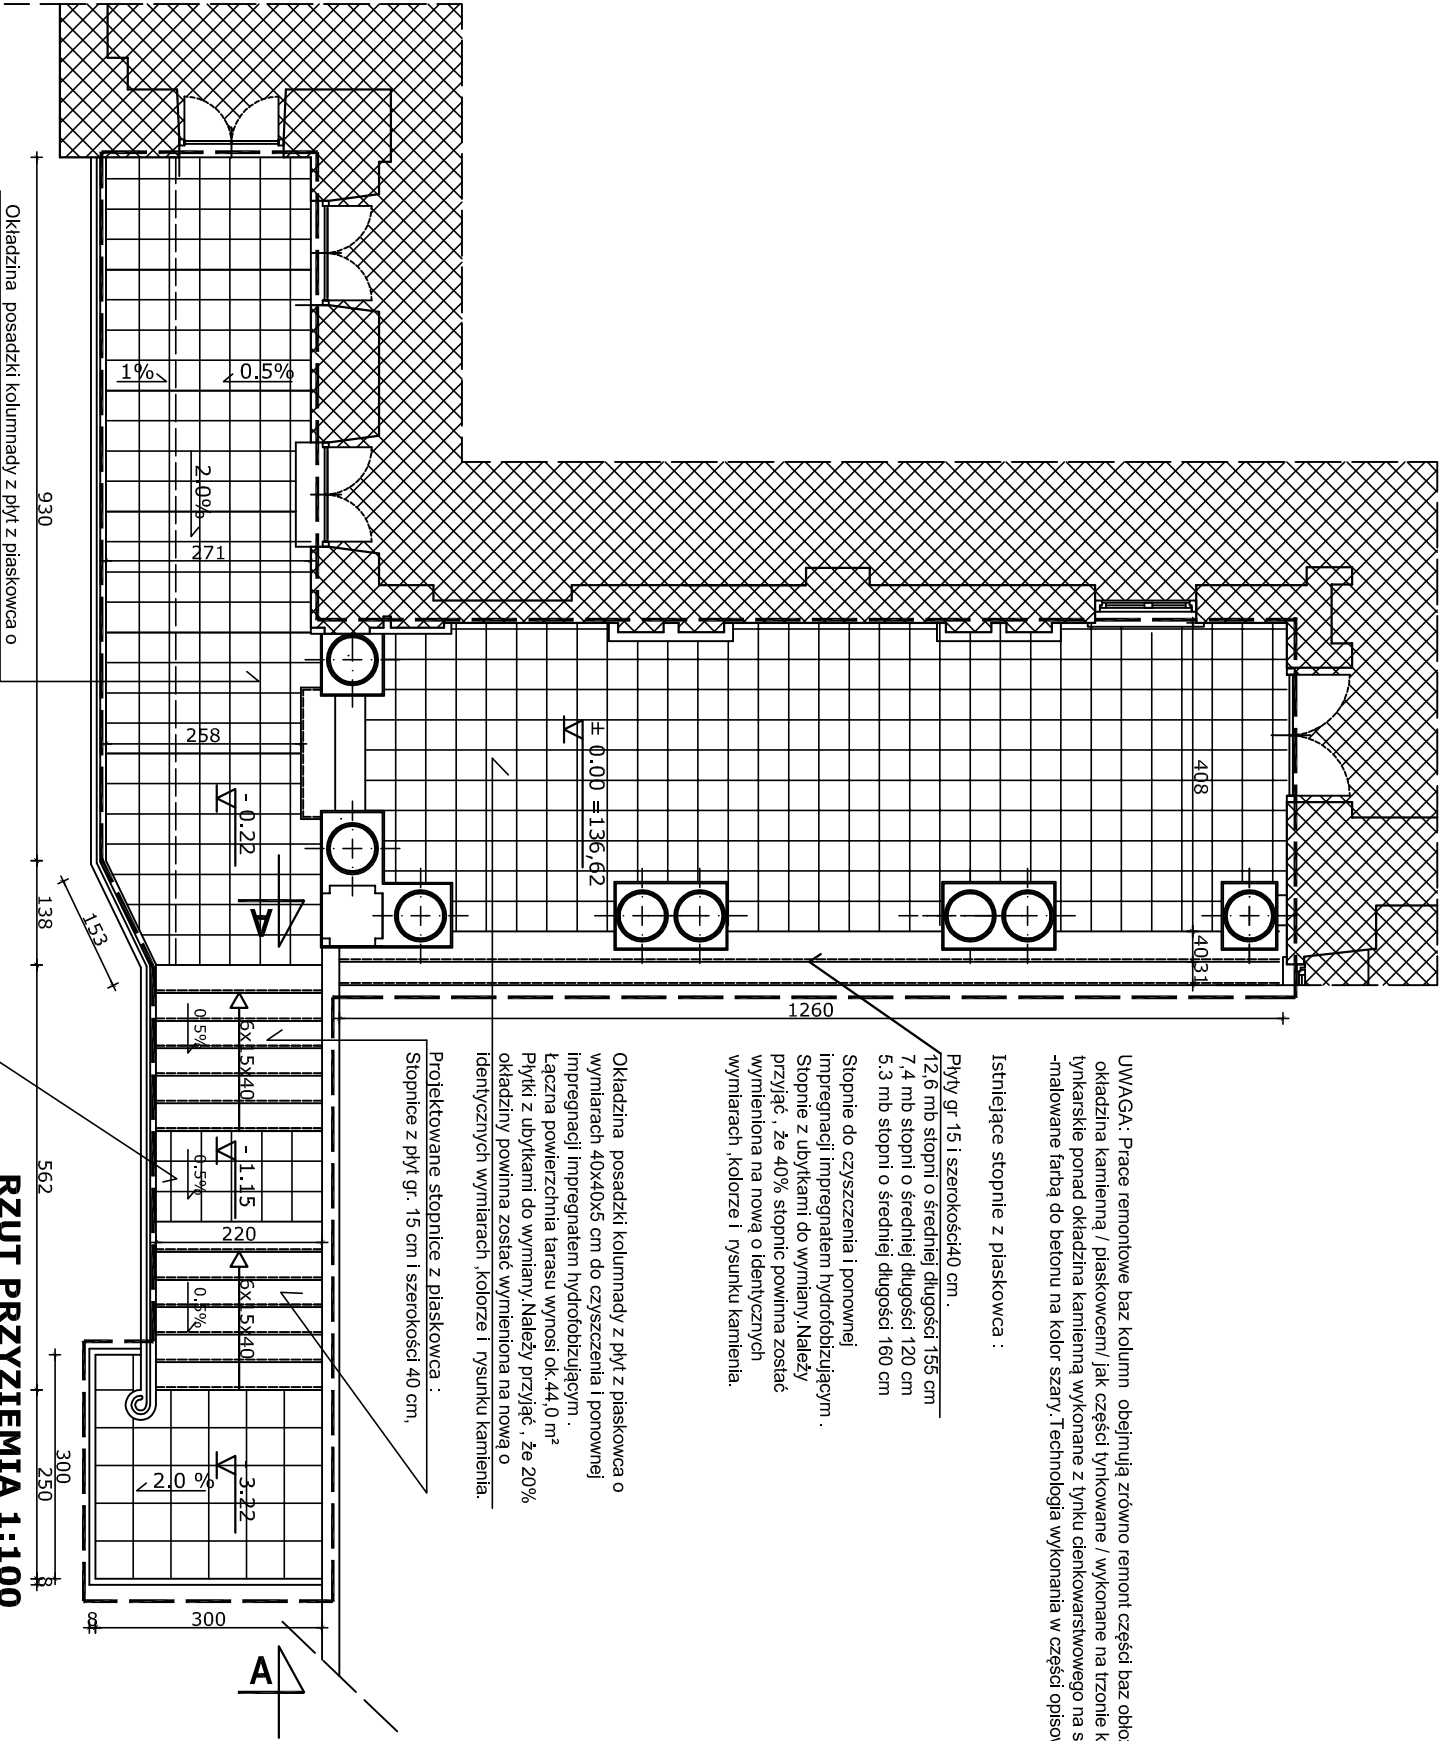 UWAGA: Prace remontowe baz kolumn obejmują zrówno remont części baz
okładzina kamienną / piaskowcem/ jak części tynkowane / wykonane na trzonie
tynkarskie ponad okładzina kamienną wykonane z tynku cienkowarstwowego na
-malowane farbą do betonu na kolor szary.Technologia wykonania w części
Istniejące stopnie z piaskowca :
Płyty gr 15 i szerokości40 cm .
12,6 mb stopni o średniej długości 155 cm
7,4 mb stopni o średniej długości 120 cm
5.3 mb stopni o średniej długości 160 cm
Stopnie do czyszczenia i ponownej
impregnacji impregnatem hydrofobizującym .
Stopnie z ubytkami do wymiany.Należy
przyjąć , że 40% stopnic powinna zostać
wymieniona na nową o identycznych
wymiarach ,kolorze i rysunku kamienia.
Okładzina posadzki kolumnady z płyt z piaskowca o
wymiarach 40x40x5 cm do czyszczenia i ponownej
impregnacji impregnatem hydrofobizującym .
Łączna powierzchnia tarasu wynosi ok.44,0 m²
Płytki z ubytkami do wymiany.Należy przyjąć , że 20%
okładziny powinna zostać wymieniona na nową o
identycznych wymiarach ,kolorze i rysunku kamienia.
Projektowane stopnice z piaskowca :
Stopnice z płyt gr. 15 cm i szerokości 40 cm,
Okładzina posadzki kolumnady z płyt z piaskowca o
RZUT PRZYZIEMIA 1:100
1%
0.5%
2.0%
271
258
930
138
153
562
300
250
8
- 0.22
± 0.00 =136,62
408
40
31
1260
A
6x15x40
0.5%
- 1.15
0.5%
220
6x15x40
0.5%
- 3.22
2.0 %
8
300
A